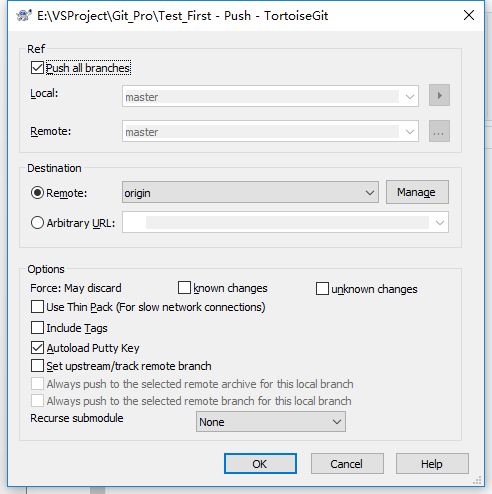 E:\VSProject\Git_Pro\Test_First - Push - TortoiseGit
Ref
Push all branches
Local:
master
Remote:
master
...
Destination
Remote:
origin
Manage
Arbitrary URL:
Options
Force: May discard
known changes
unknown changes
Use Thin Pack (For slow network connections)
Include Tags
Autoload Putty Key
Set upstream/track remote branch
Always push to the selected remote archive for this local branch
Always push to the selected remote branch for this local branch
Recurse submodule
None
OK
Cancel
Help